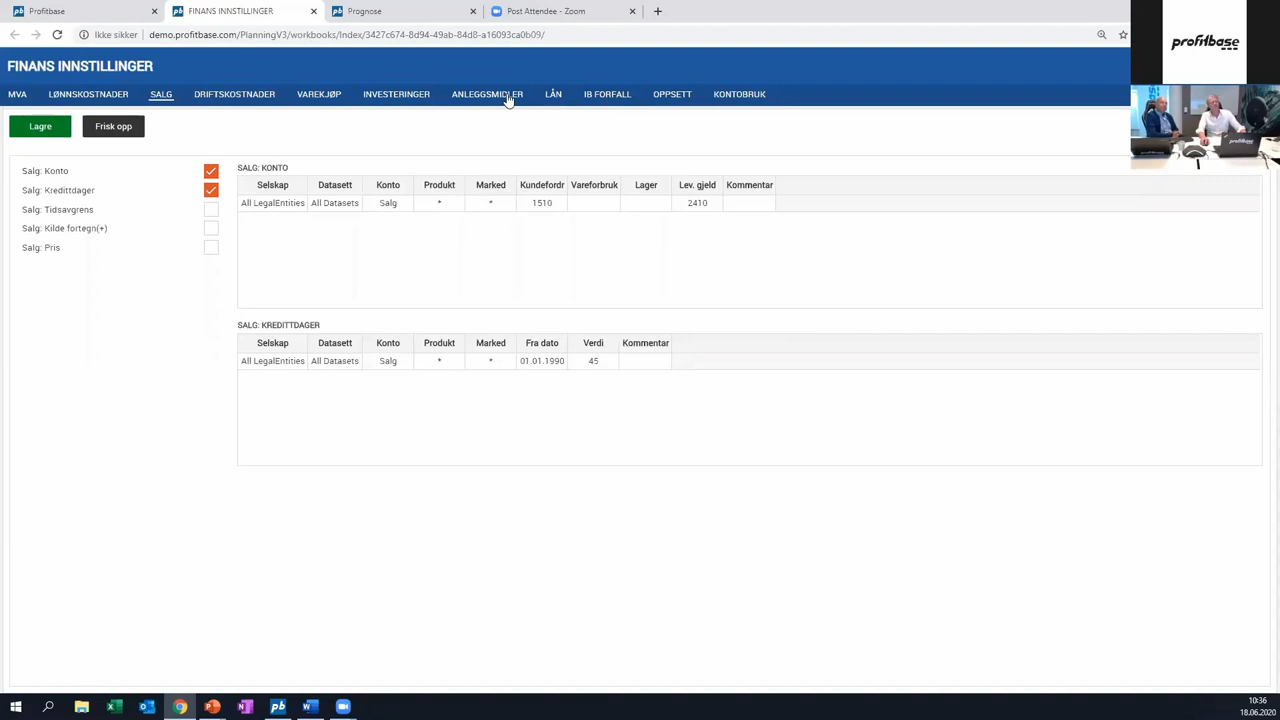 Profitbase
FINANS INNSTILLINGER
Prognose
Post Attendee - Zoom
Ikke sikker
demo.profitbase.com/PlanningV3/workbooks/Index/3427c674-8d94-49ab-84d8-a16093ca0b09/
profitbase
FINANS INNSTILLINGER
MVA LØNNSKOSTNADER SALG DRIFTSKOSTNADER VAREKJØP INVESTERINGER ANLEGGSMIDLER LÅN IB FORFALL OPPSETT KONTOBRUK
Lagre Frisk opp
Salg: Konto
Salg: Kredittdager
Salg: Tidsavgrens
Salg: Kilde fortegn(+)
Salg: Pris
SALG: KONTO
Selskap Datasett Konto Produkt Marked Kundefordr Vareforbruk Lager Lev. gjeld Kommentar
All LegalEntities All Datasets Salg * * 1510 2410
SALG: KREDITTDAGER
Selskap Datasett Konto Produkt Marked Fra dato Verdi Kommentar
All LegalEntities All Datasets Salg * * 01.01.1990 45
10:36
18.06.2020